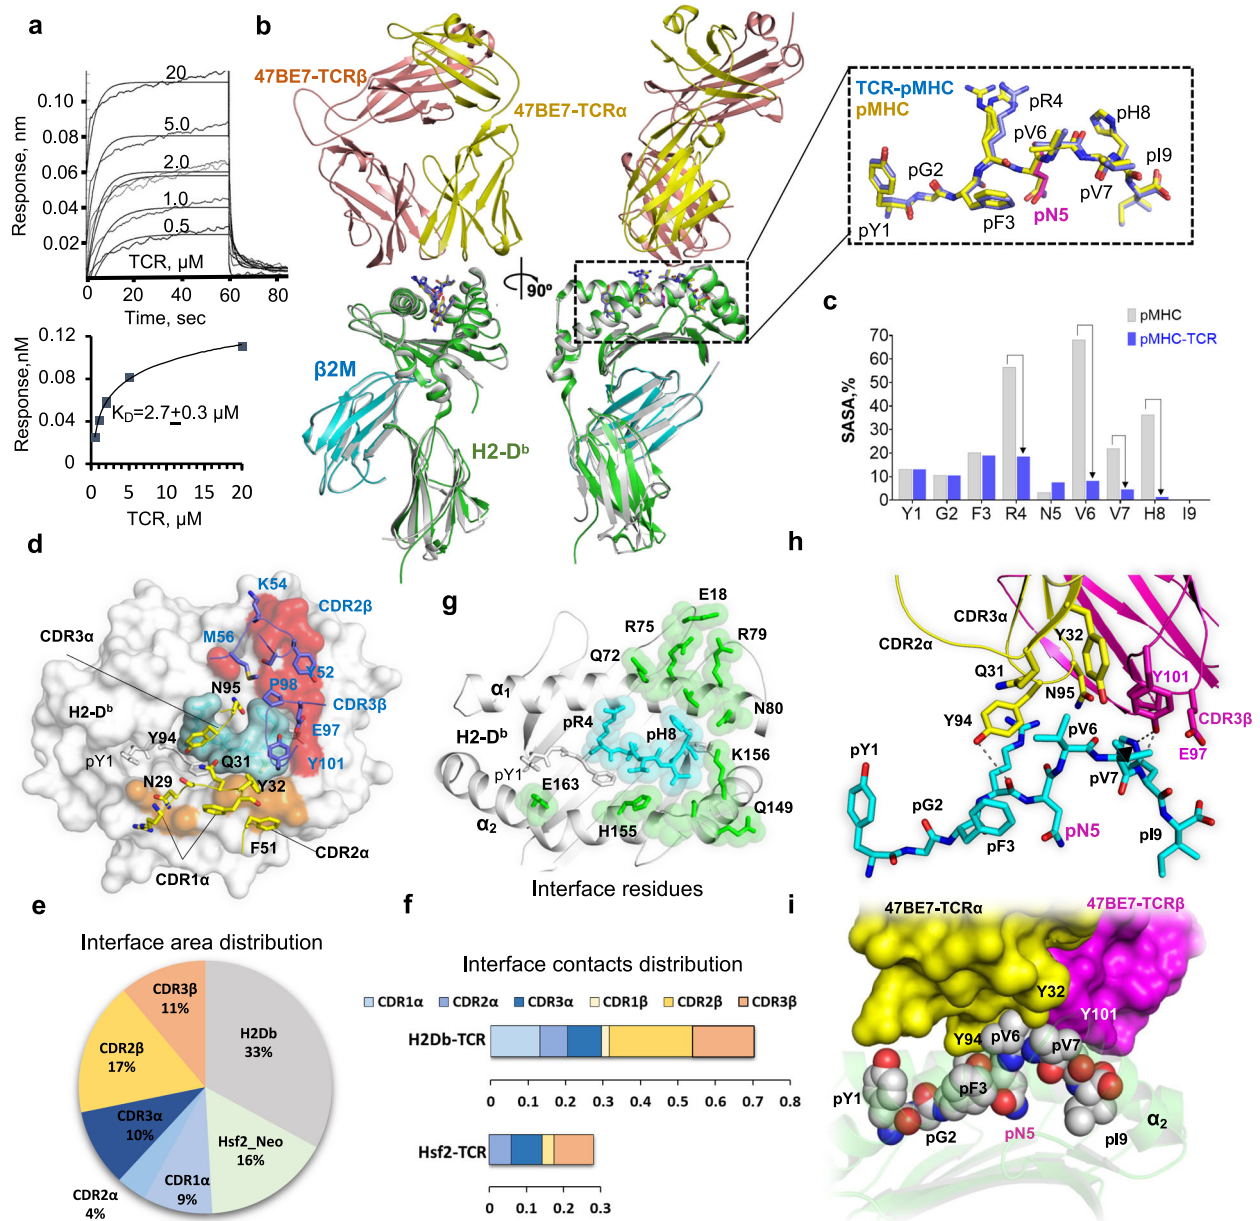 a
20
5.0
2.0
1.0
0.5
TCR, µM
Response, nm
0.10
0.08
0.06
0.04
0.02
0
20
40
60
80
Time, sec
Response,nM
0.12
0.08
0.04
0
K_D=2.7±0.3 µM
0
5
10
15
20
TCR, µM
b
47BE7-TCRβ
47BE7-TCRα
90º
β2M
H2-Dᵇ
TCR-pMHC
pMHC
pR4
pH8
pV6
pG2
pI9
pY1
pF3
pN5
pV7
c
pMHC
pMHC-TCR
SASA,%
70
60
50
40
30
20
10
0
Y1
G2
F3
R4
N5
V6
V7
H8
I9
d
K54
CDR2β
CDR3α
M56
Y52
N95
P98
CDR3β
H2-Dᵇ
Y94
E97
pY1
Q31
Y101
N29
Y32
F51
CDR2α
CDR1α
g
E18
R75
R79
Q72
α₁
N80
pR4
pH8
H2-Dᵇ
K156
pY1
E163
Q149
α₂
H155
Interface residues
h
CDR3α
CDR2α
Y32
Q31
N95
Y101
CDR3β
Y94
E97
pV6
pY1
pV7
pG2
pN5
pF3
pI9
e
Interface area distribution
CDR3β
11%
H2Db
33%
CDR2β
17%
CDR3α
10%
Hsf2_Neo
16%
CDR1α
9%
CDR2α
4%
f
Interface contacts distribution
CDR1α
CDR2α
CDR3α
CDR1β
CDR2β
CDR3β
H2Db-TCR
0
0.1
0.2
0.3
0.4
0.5
0.6
0.7
0.8
Hsf2-TCR
0
0.1
0.2
0.3
i
47BE7-TCRα
47BE7-TCRβ
Y32
Y101
Y94
pV6
pV7
pY1
pF3
α₂
pG2
pN5
pI9